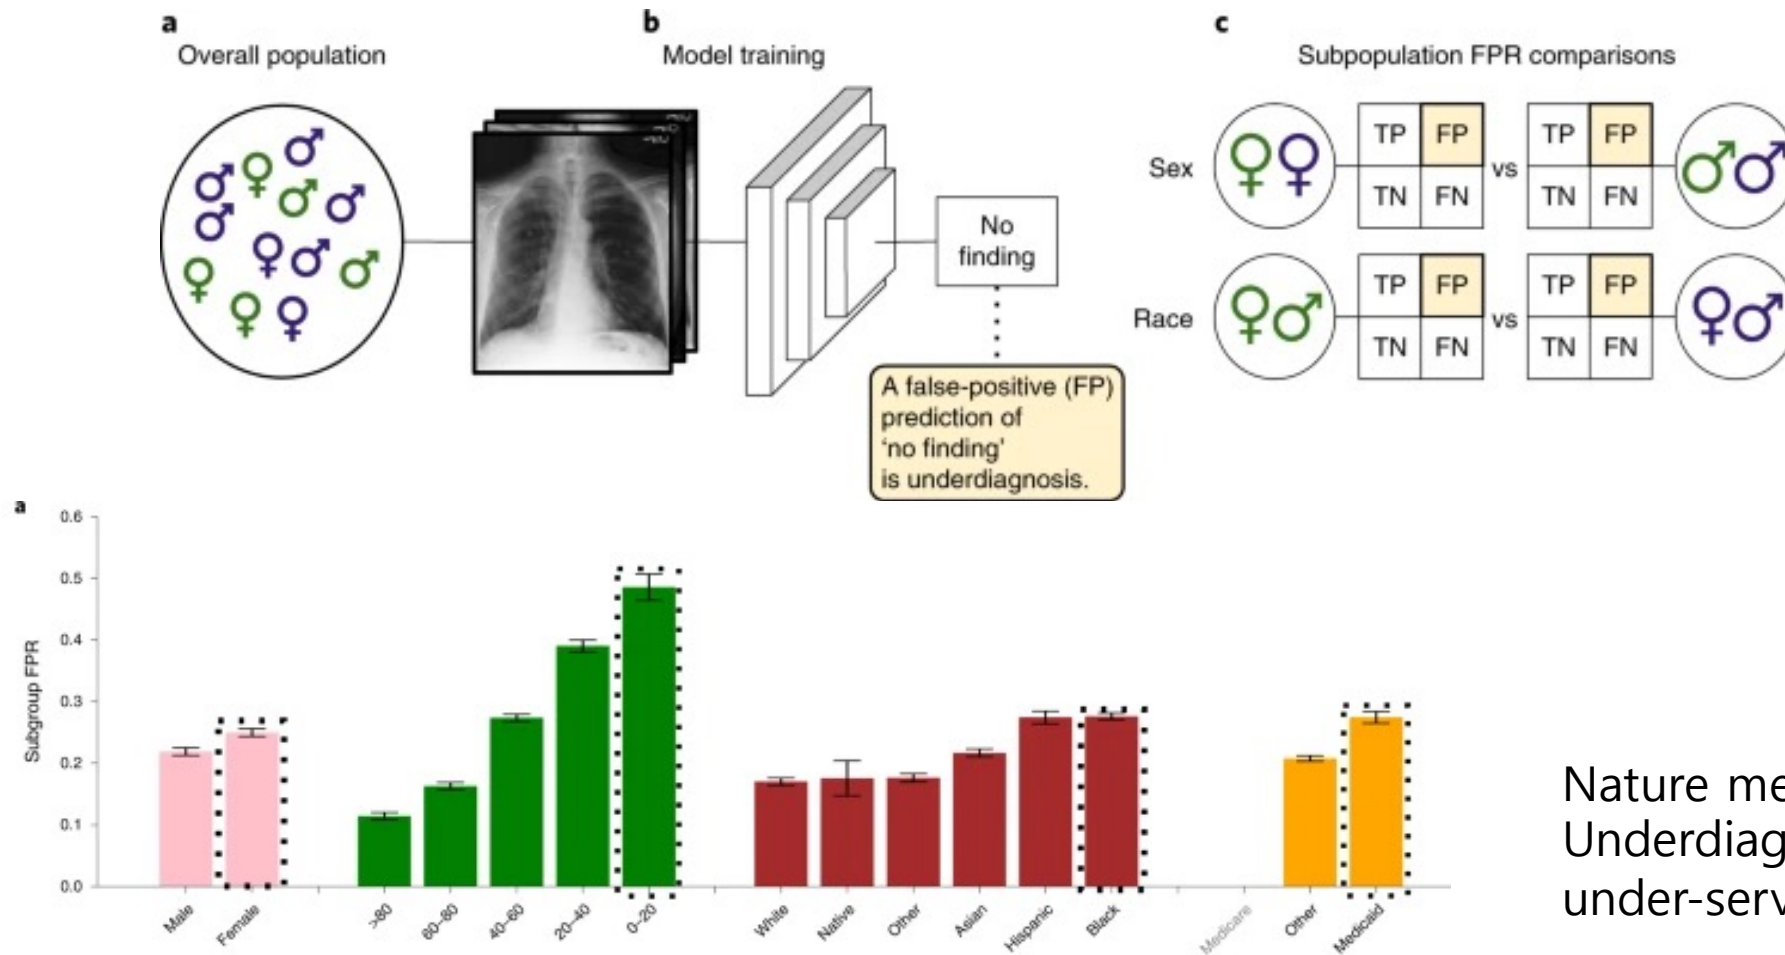 a
Overall population
b
Model training
No
finding
A false-positive (FP)
prediction of
‘no finding’
is underdiagnosis.
c
Subpopulation FPR comparisons
Sex
TP FP
TN FN
vs
TP FP
TN FN
Race
TP FP
TN FN
vs
TP FP
TN FN
a
Subgroup FPR
0.6
0.5
0.4
0.3
0.2
0.1
0.0
Male
Female
>80
60–80
40–60
20–40
0–20
White
Native
Other
Asian
Hispanic
Black
Medicare
Other
Medicaid
Nature me
Underdiag
under-serv